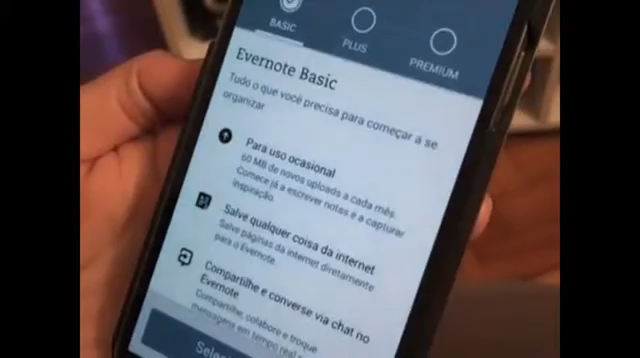 BASIC PLUS PREMIUM
Evernote Basic
Tudo o que você precisa para começar a se
organizar
Para uso ocasional
60 MB de novos uploads a cada mês.
Comece já a escrever notas e a capturar
inspiração.
Salve qualquer coisa da internet
Salve páginas da internet diretamente
para o Evernote.
Compartilhe e converse via chat no
Evernote
Compartilhe, colabore e troque
mensagens em tempo real